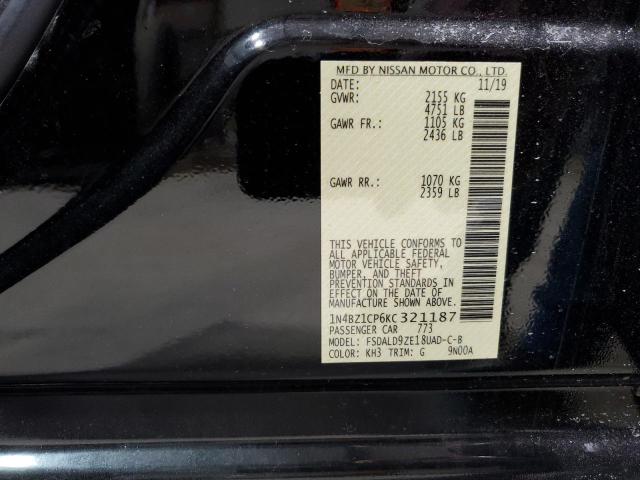 MFD BY NISSAN MOTOR CO., LTD.
DATE: 11/19
GVWR: 2155 KG
4751 LB
GAWR FR.: 1105 KG
2436 LB
GAWR RR.: 1070 KG
2359 LB
THIS VEHICLE CONFORMS TO
ALL APPLICABLE FEDERAL
MOTOR VEHICLE SAFETY,
BUMPER, AND THEFT
PREVENTION STANDARDS IN
EFFECT ON THE DATE OF
MANUFACTURE SHOWN ABOVE.
1N4BZ1CP6KC 321187
PASSENGER CAR 773
MODEL: FSDALD9ZE18UAD-C-B
COLOR: KH3 TRIM: G 9N00A